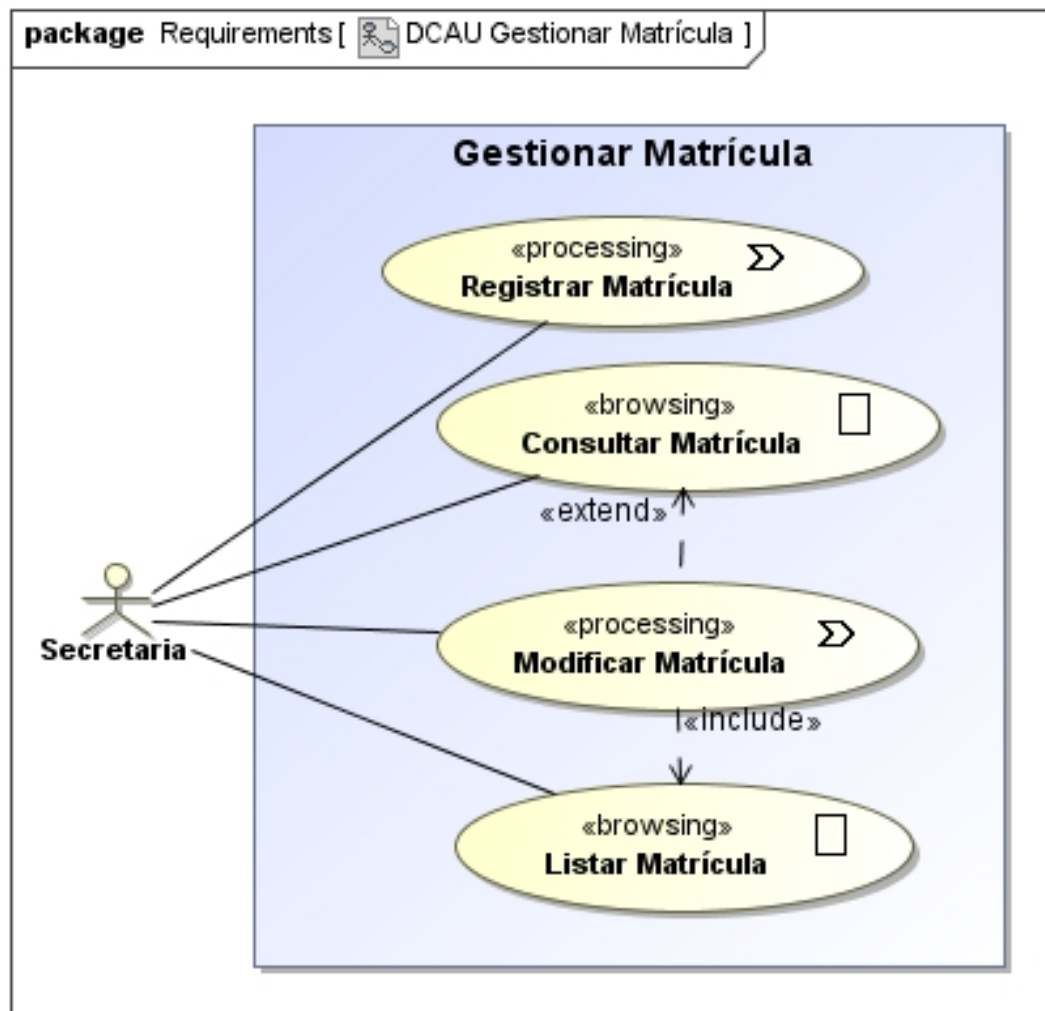 package Requirements [ DCAU Gestionar Matrícula ]
Gestionar Matrícula
«processing»
Registrar Matrícula
«browsing»
Consultar Matrícula
«extend»
«processing»
Modificar Matrícula
Secretaria
«include»
«browsing»
Listar Matrícula